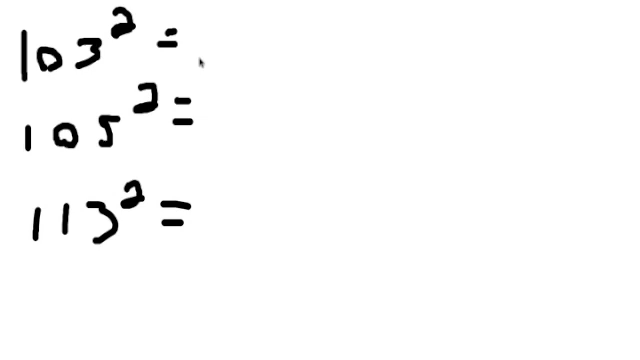 103² =
105² =
113² =